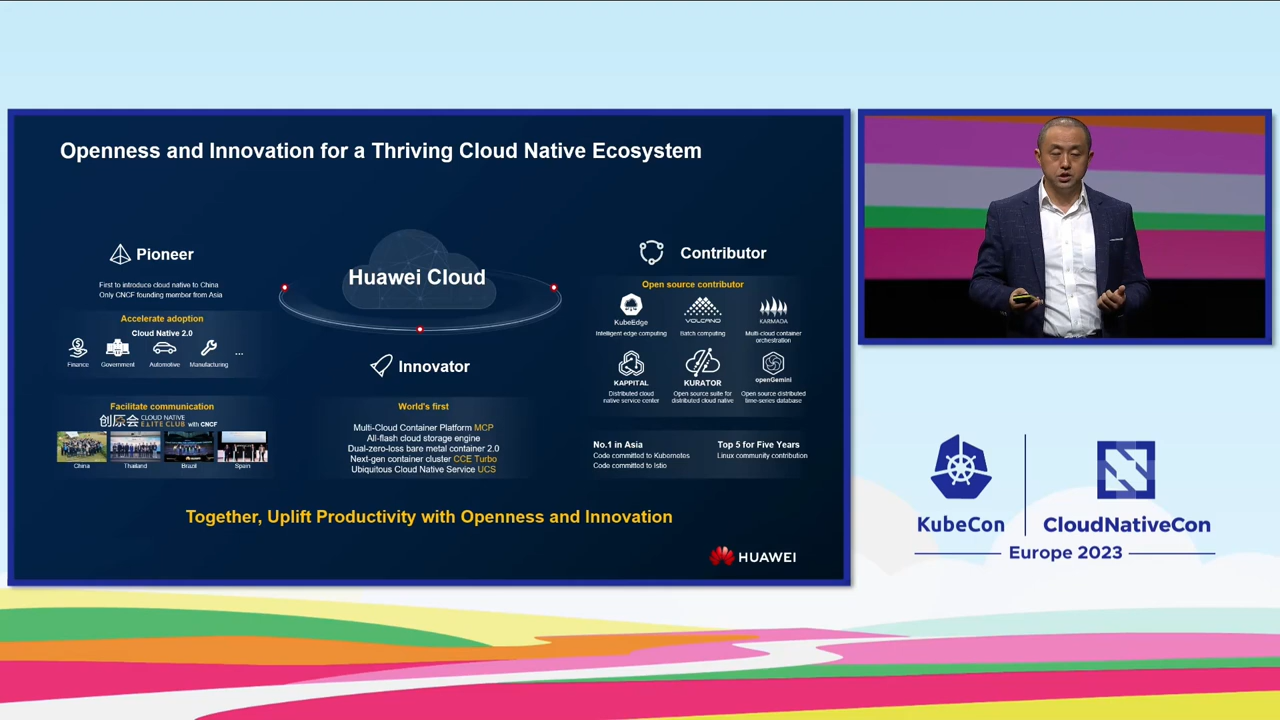 Openness and Innovation for a Thriving Cloud Native Ecosystem
Pioneer
First to introduce cloud native to China
Only CNCF founding member from Asia
Accelerate adoption
Cloud Native 2.0
Finance
Government
Automotive
Manufacturing
...
Facilitate communication
创原会 CLOUD NATIVE ELITE CLUB with CNCF
China
Thailand
Brazil
Spain
Huawei Cloud
Innovator
World's first
Multi-Cloud Container Platform MCP
All-flash cloud storage engine
Dual-zero-loss bare metal container 2.0
Next-gen container cluster CCE Turbo
Ubiquitous Cloud Native Service UCS
Contributor
Open source contributor
KubeEdge
Intelligent edge computing
VOLCANO
Batch computing
KARMADA
Multi-cloud container
orchestration
KAPPITAL
Distributed cloud
native service center
KURATOR
Open source suite for
distributed cloud native
openGemini
Open source distributed
time-series database
No.1 in Asia
Code committed to Kubernetes
Code committed to Istio
Top 5 for Five Years
Linux community contribution
Together, Uplift Productivity with Openness and Innovation
HUAWEI
KubeCon
CloudNativeCon
Europe 2023